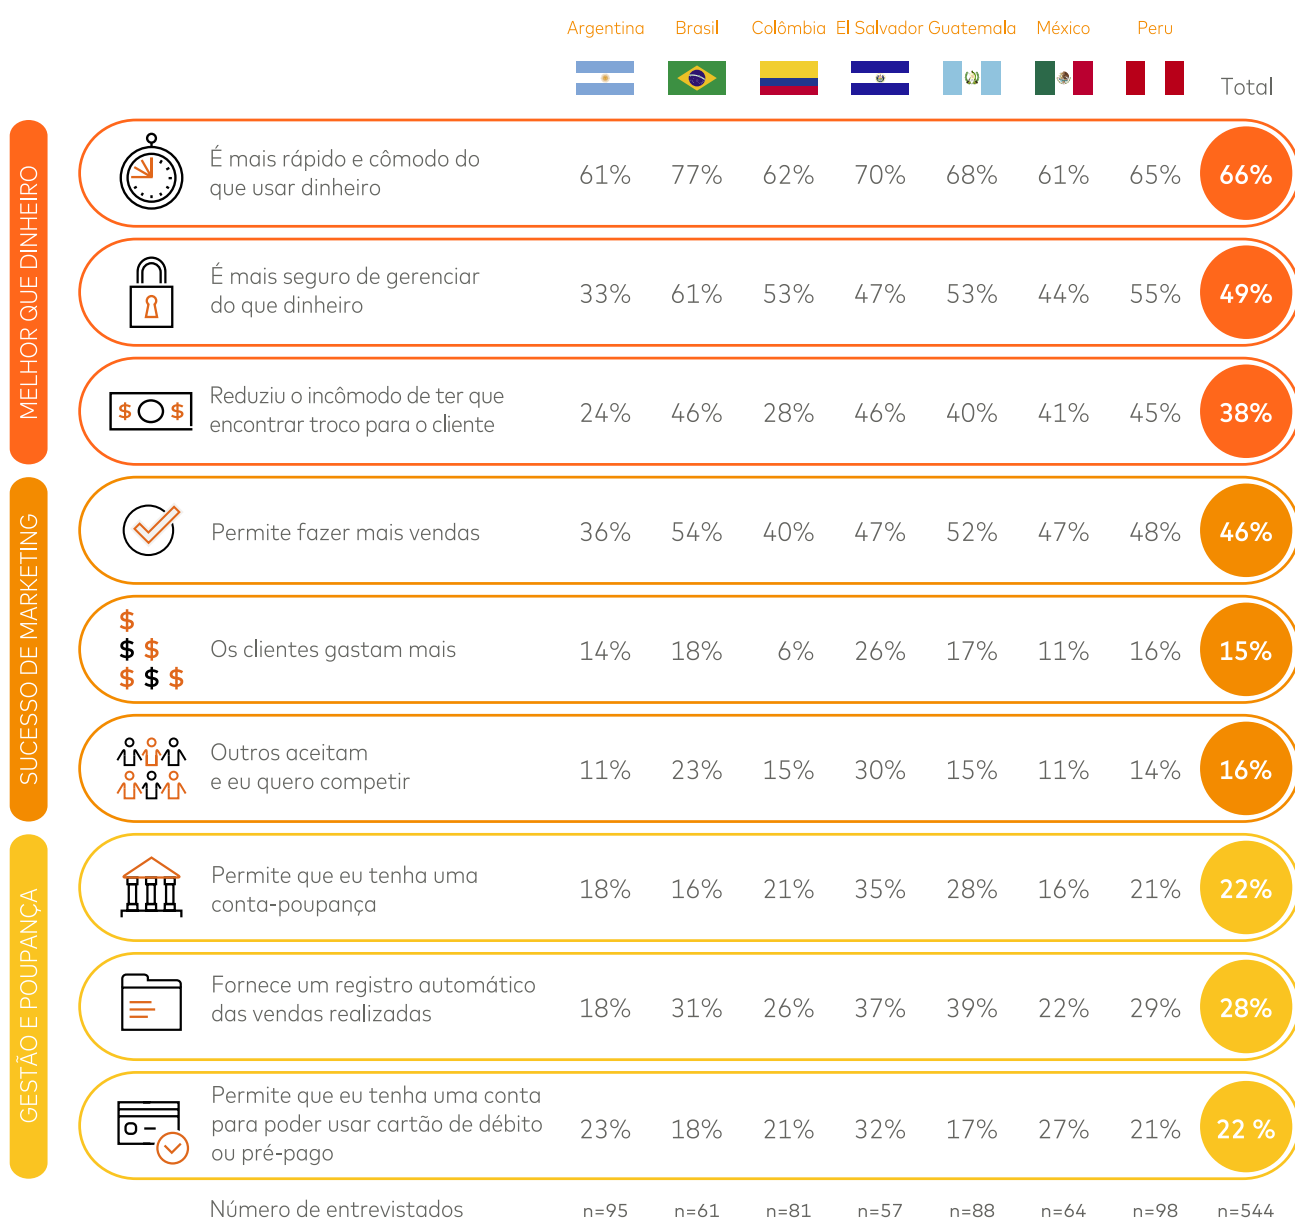 Argentina Brasil Colômbia El Salvador Guatemala México Peru
Total
MELHOR QUE DINHEIRO
É mais rápido e cômodo do
que usar dinheiro
61% 77% 62% 70% 68% 61% 65% 66%
É mais seguro de gerenciar
do que dinheiro
33% 61% 53% 47% 53% 44% 55% 49%
$ $
Reduziu o incômodo de ter que
encontrar troco para o cliente
24% 46% 28% 46% 40% 41% 45% 38%
SUCESSO DE MARKETING
Permite fazer mais vendas
36% 54% 40% 47% 52% 47% 48% 46%
$
$ $
$ $ $
Os clientes gastam mais
14% 18% 6% 26% 17% 11% 16% 15%
Outros aceitam
e eu quero competir
11% 23% 15% 30% 15% 11% 14% 16%
GESTÃO E POUPANÇA
Permite que eu tenha uma
conta-poupança
18% 16% 21% 35% 28% 16% 21% 22%
Fornece um registro automático
das vendas realizadas
18% 31% 26% 37% 39% 22% 29% 28%
Permite que eu tenha uma conta
para poder usar cartão de débito
ou pré-pago
23% 18% 21% 32% 17% 27% 21% 22 %
Número de entrevistados
n=95 n=61 n=81 n=57 n=88 n=64 n=98 n=544